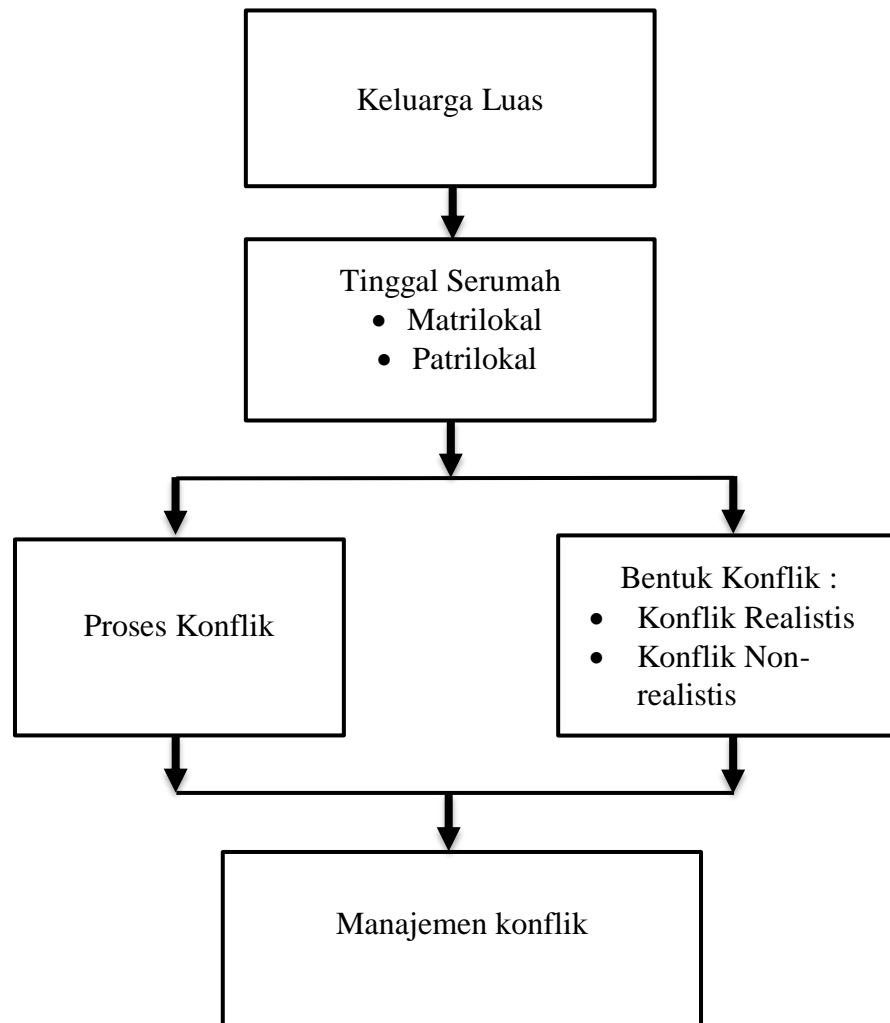 Keluarga Luas
Tinggal Serumah
• Matrilokal
• Patrilokal
Proses Konflik
Bentuk Konflik :
• Konflik Realistis
• Konflik Non-
realistis
Manajemen konflik